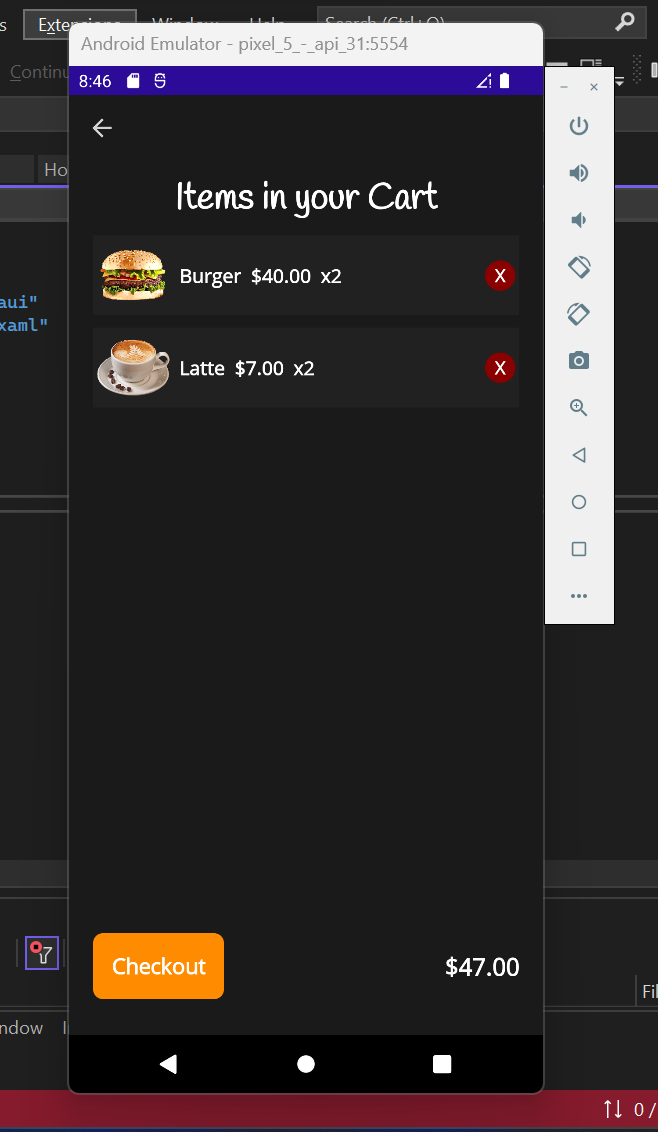 Extensions Window Help Search (Ctrl+Q)
Android Emulator - pixel_5_-_api_31:5554
Continu
8:46
Ho
Items in your Cart
Burger $40.00 x2 X
aui"
xaml"
Latte $7.00 x2 X
Checkout $47.00
Fil
ndow
0 /